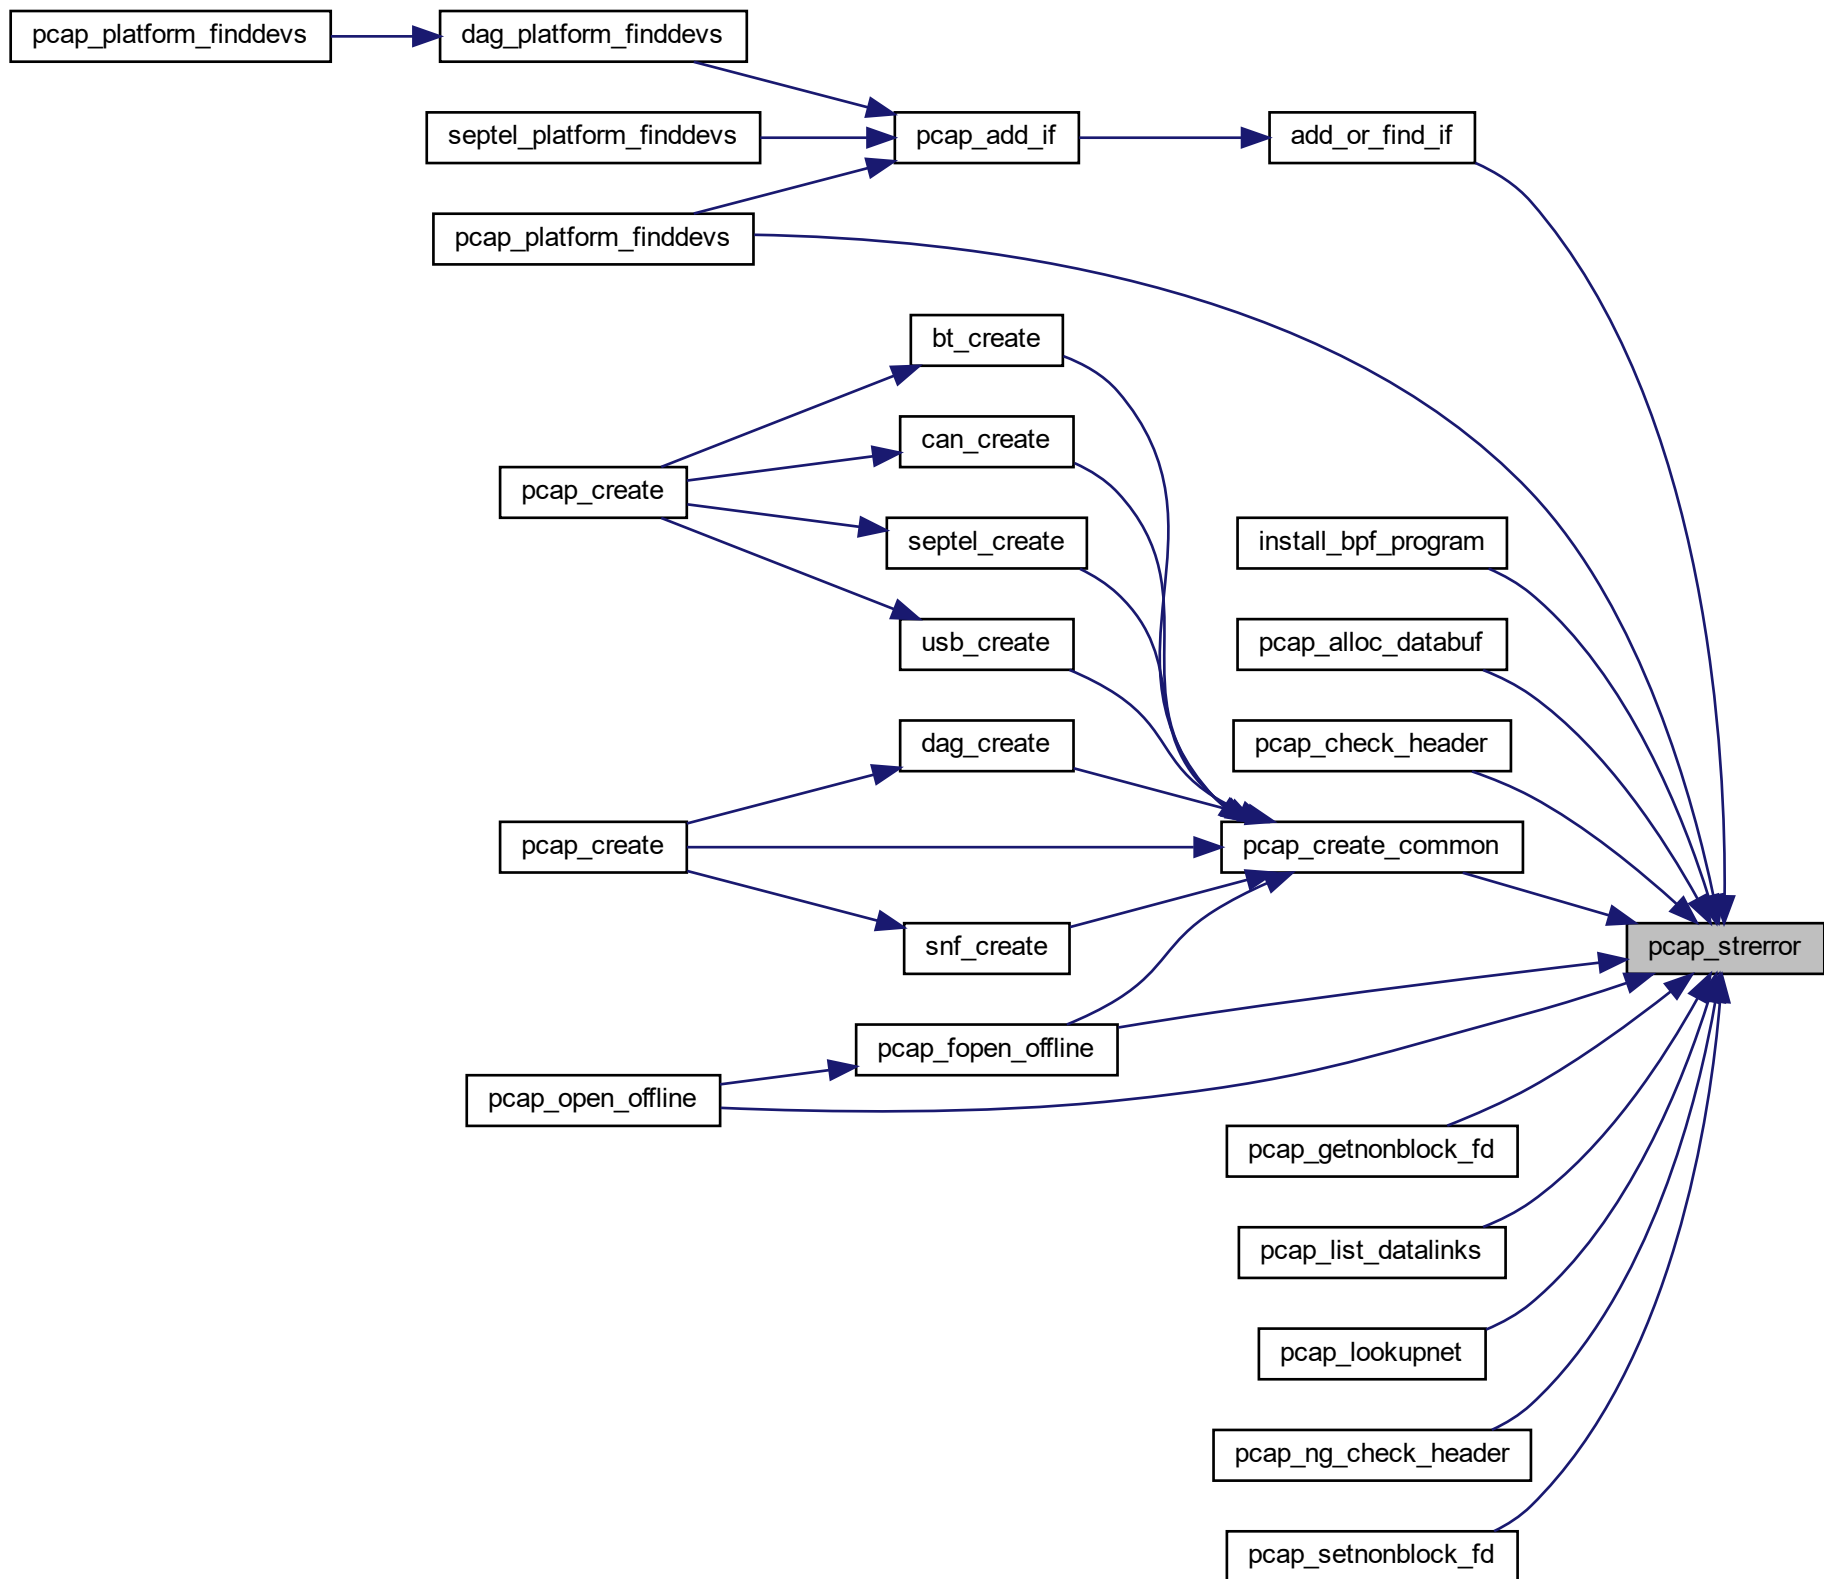 pcap_platform_finddevs
dag_platform_finddevs
septel_platform_finddevs
pcap_add_if
add_or_find_if
pcap_platform_finddevs
bt_create
can_create
pcap_create
septel_create
install_bpf_program
usb_create
pcap_alloc_databuf
dag_create
pcap_check_header
pcap_create
pcap_create_common
snf_create
pcap_strerror
pcap_fopen_offline
pcap_open_offline
pcap_getnonblock_fd
pcap_list_datalinks
pcap_lookupnet
pcap_ng_check_header
pcap_setnonblock_fd